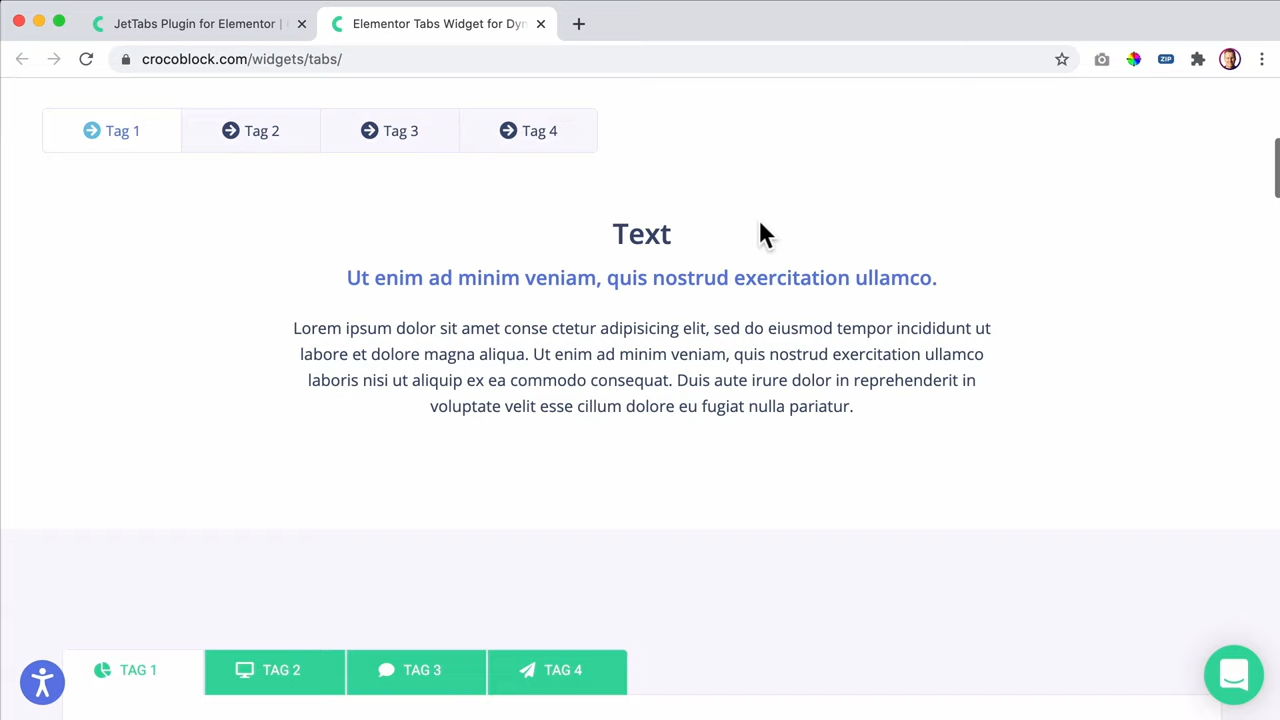 JetTabs Plugin for Elementor |
Elementor Tabs Widget for Dyn
crocoblock.com/widgets/tabs/
ZIP
Tag 1
Tag 2
Tag 3
Tag 4
Text
Ut enim ad minim veniam, quis nostrud exercitation ullamco.
Lorem ipsum dolor sit amet conse ctetur adipisicing elit, sed do eiusmod tempor incididunt ut
labore et dolore magna aliqua. Ut enim ad minim veniam, quis nostrud exercitation ullamco
laboris nisi ut aliquip ex ea commodo consequat. Duis aute irure dolor in reprehenderit in
voluptate velit esse cillum dolore eu fugiat nulla pariatur.
TAG 1
TAG 2
TAG 3
TAG 4